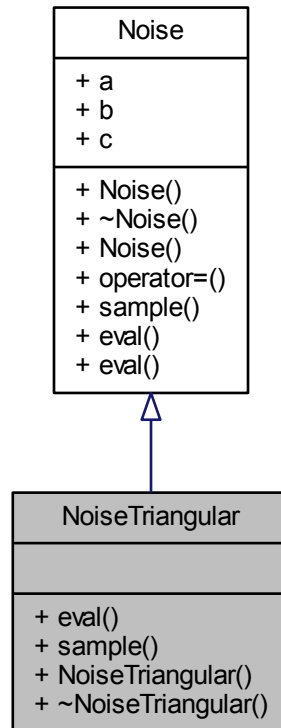 Noise
+ a
+ b
+ c
+ Noise()
+ ~Noise()
+ Noise()
+ operator=()
+ sample()
+ eval()
+ eval()
NoiseTriangular
+ eval()
+ sample()
+ NoiseTriangular()
+ ~NoiseTriangular()